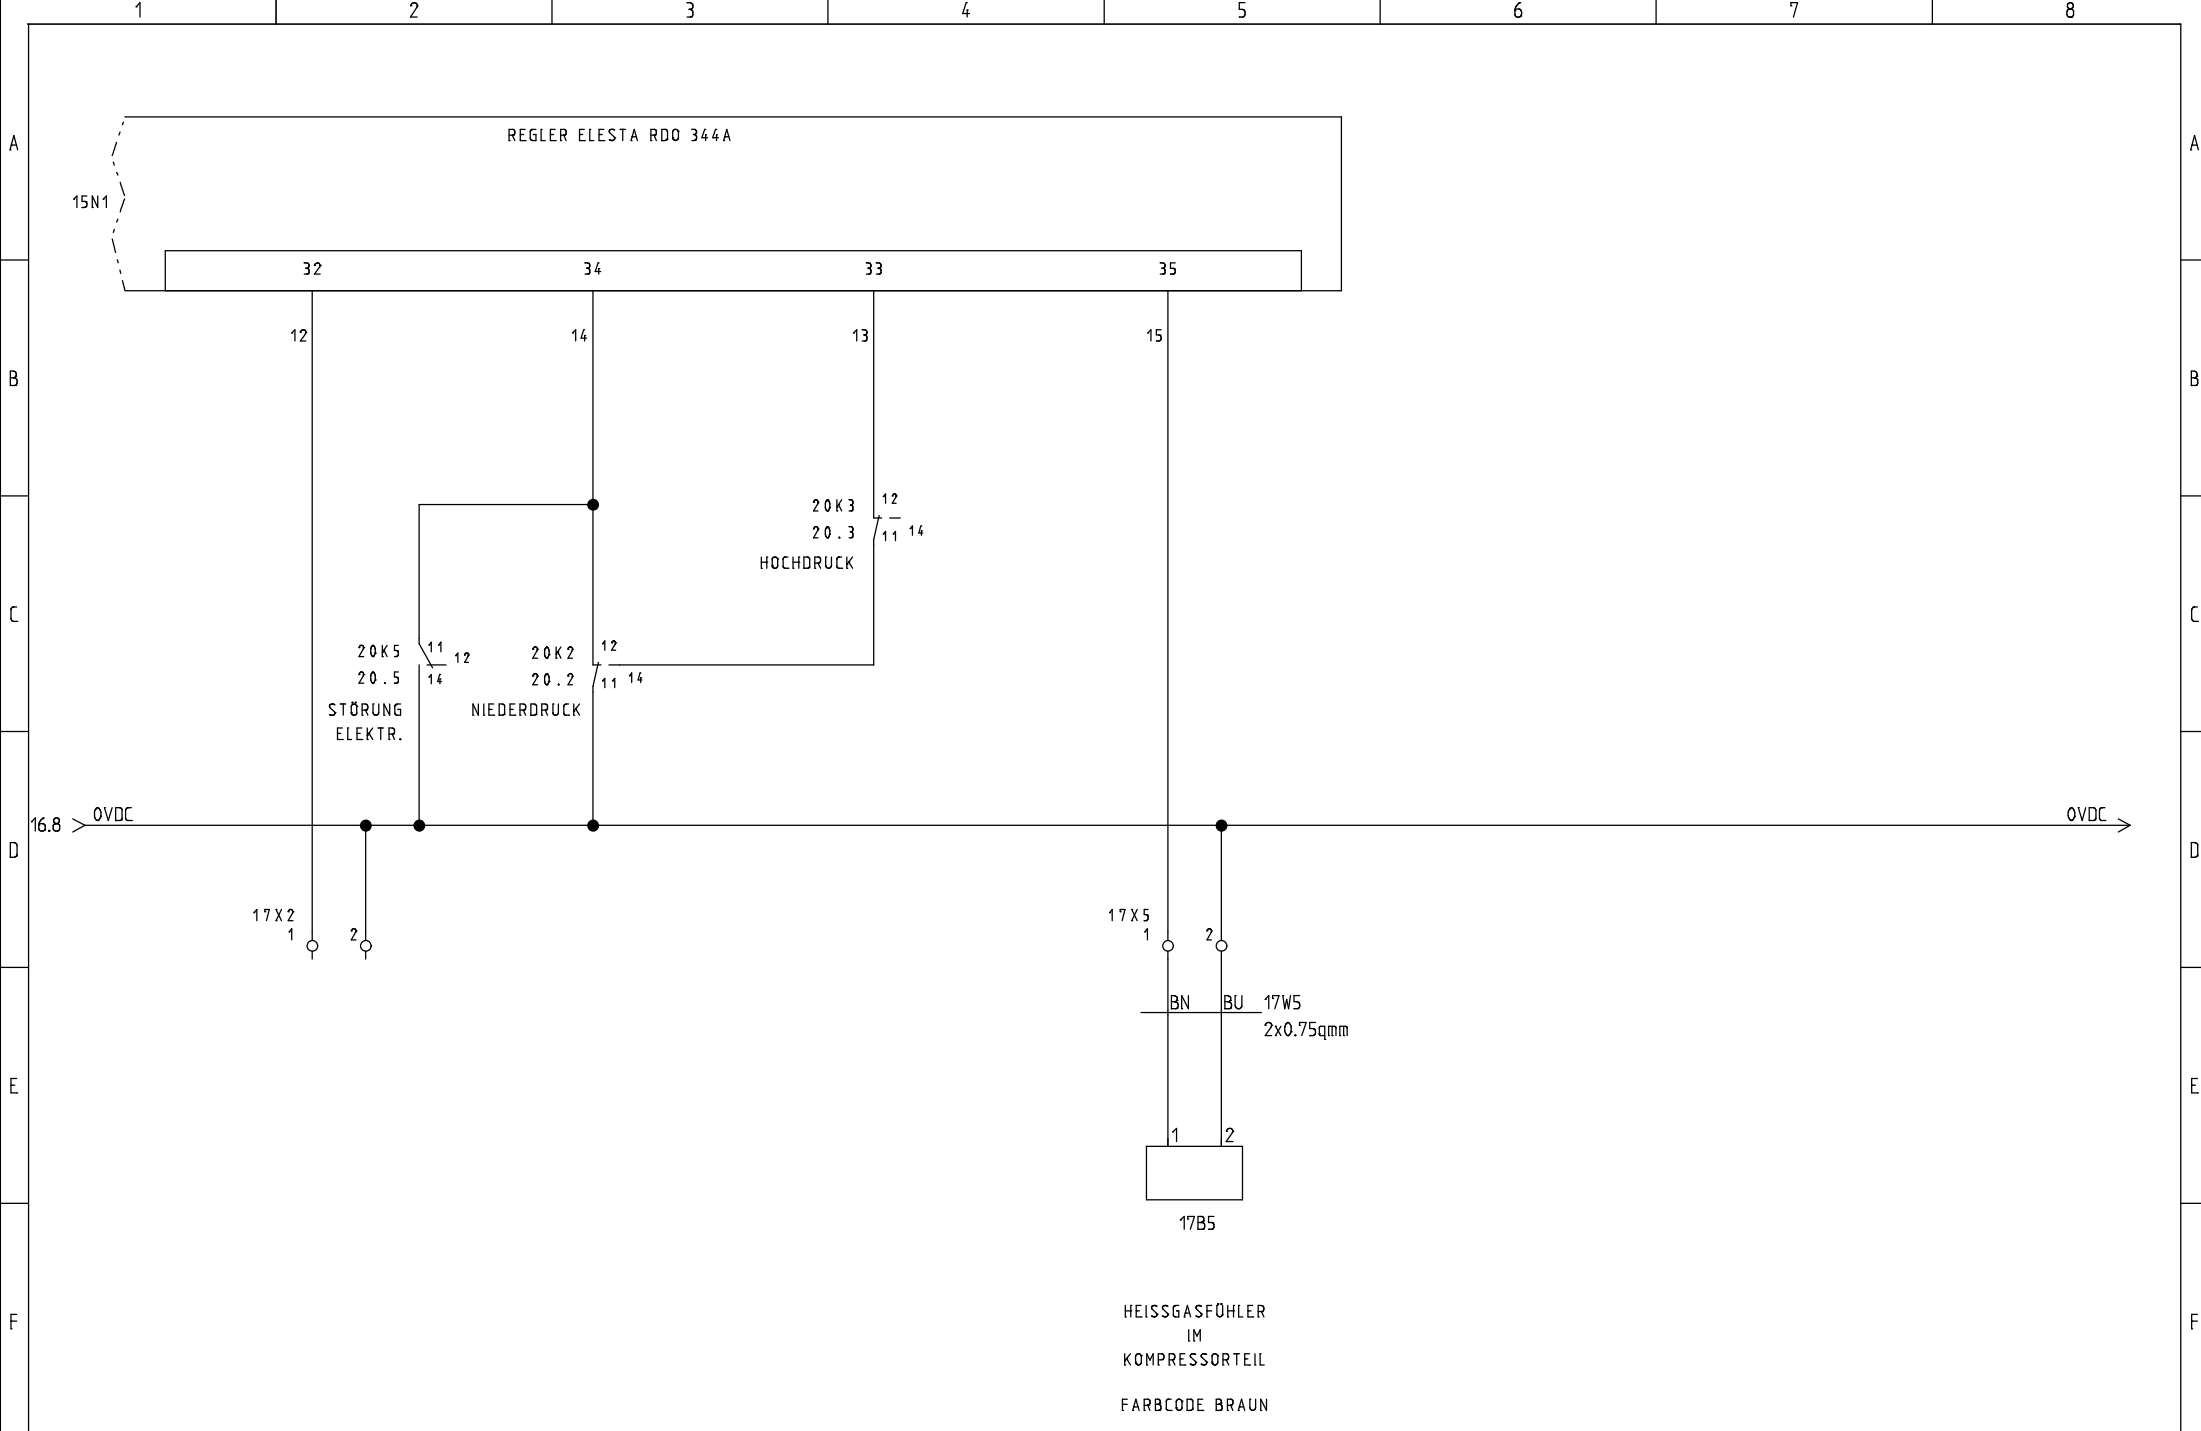 1 2 3 4 5 6 7 8
A A
REGLER ELESTA RDO 344A
15N1
32 34 33 35
12 14 13 15
B B
20K3 12
20.3 11 14
HOCHDRUCK
C C
20K5 11 12
20.5 14
STÖRUNG
ELEKTR.
20K2 12
20.2 11 14
NIEDERDRUCK
16.8 0VDC 0VDC
D D
17X2
1 2
17X5
1 2
BN BU 17W5
2x0.75qmm
E E
1 2
17B5
HEISSGASFÜHLER
IM
KOMPRESSORTEIL
F F
FARBCODE BRAUN